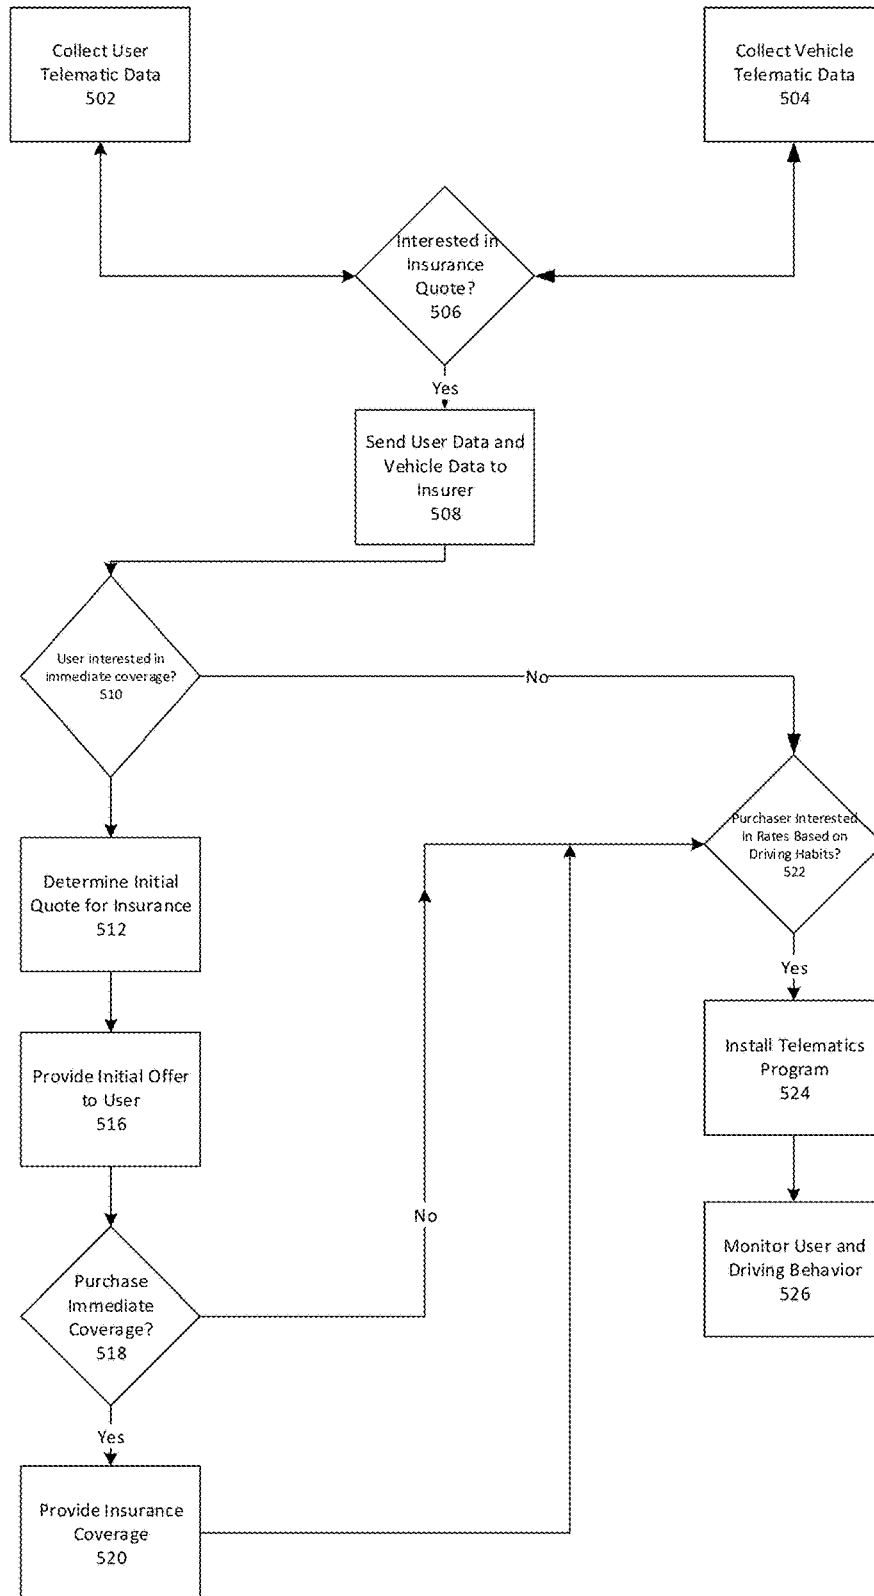 Collect User
Telematic Data
502
Collect Vehicle
Telematic Data
504
Interested in
Insurance
Quote?
506
Yes
Send User Data and
Vehicle Data to
Insurer
508
User interested in
immediate coverage?
510
No
Determine Initial
Quote for Insurance
512
Provide Initial Offer
to User
516
Purchase
Immediate
Coverage?
518
No
Yes
Provide Insurance
Coverage
520
Purchaser Interested
in Rates Based on
Driving Habits?
522
Yes
Install Telematics
Program
524
Monitor User and
Driving Behavior
526